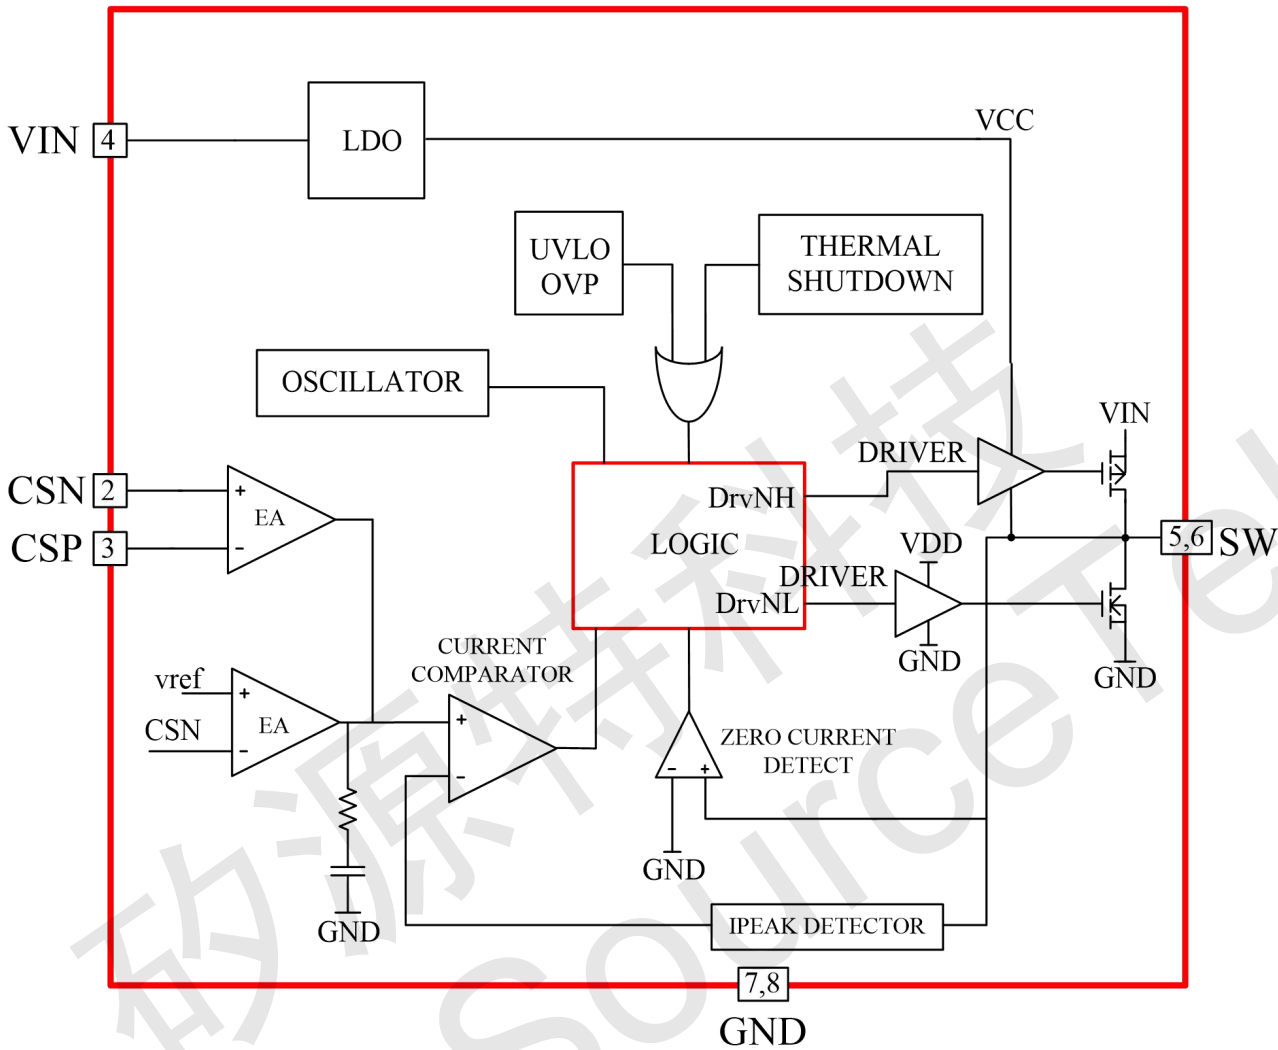 VIN 4
LDO
VCC
UVLO
OVP
THERMAL
SHUTDOWN
OSCILLATOR
VIN
CSN 2
+
EA
CSP 3
-
DRIVER
DrvNH
LOGIC
5,6 SW
VDD
DRIVER
DrvNL
GND
GND
CURRENT
COMPARATOR
vref
+
EA
CSN
-
+
-
ZERO CURRENT
DETECT
-
+
GND
GND
IPEAK DETECTOR
7,8
GND
矽源特科技
Source Te